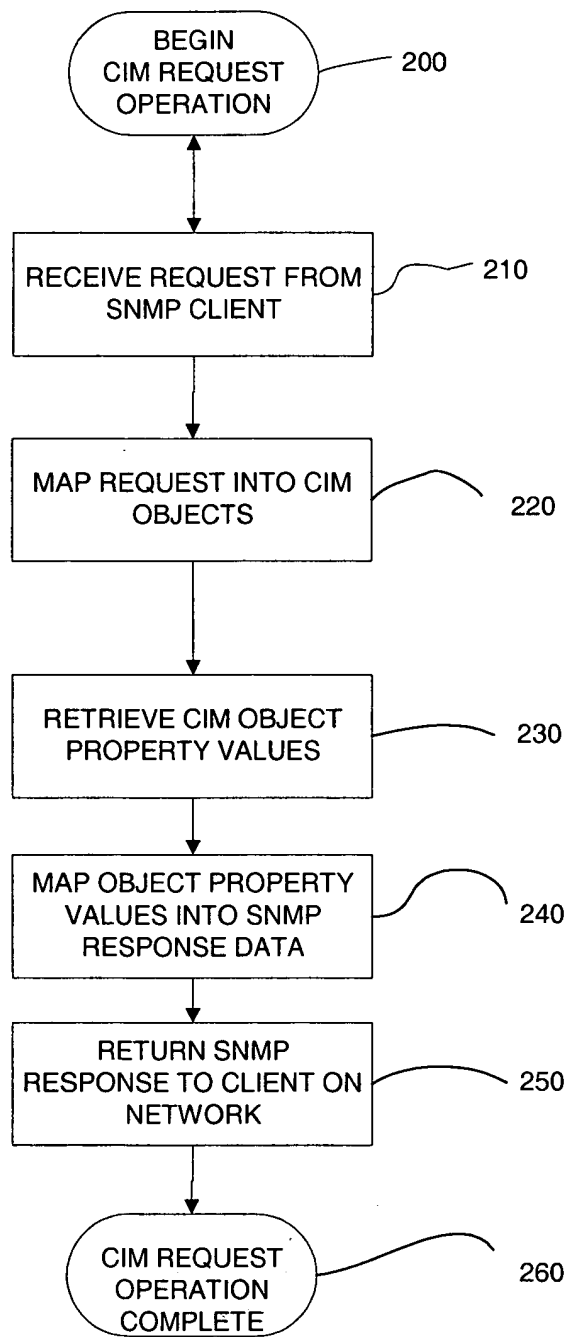 BEGIN
CIM REQUEST
OPERATION
200
RECEIVE REQUEST FROM
SNMP CLIENT
210
MAP REQUEST INTO CIM
OBJECTS
220
RETRIEVE CIM OBJECT
PROPERTY VALUES
230
MAP OBJECT PROPERTY
VALUES INTO SNMP
RESPONSE DATA
240
RETURN SNMP
RESPONSE TO CLIENT ON
NETWORK
250
CIM REQUEST
OPERATION
COMPLETE
260